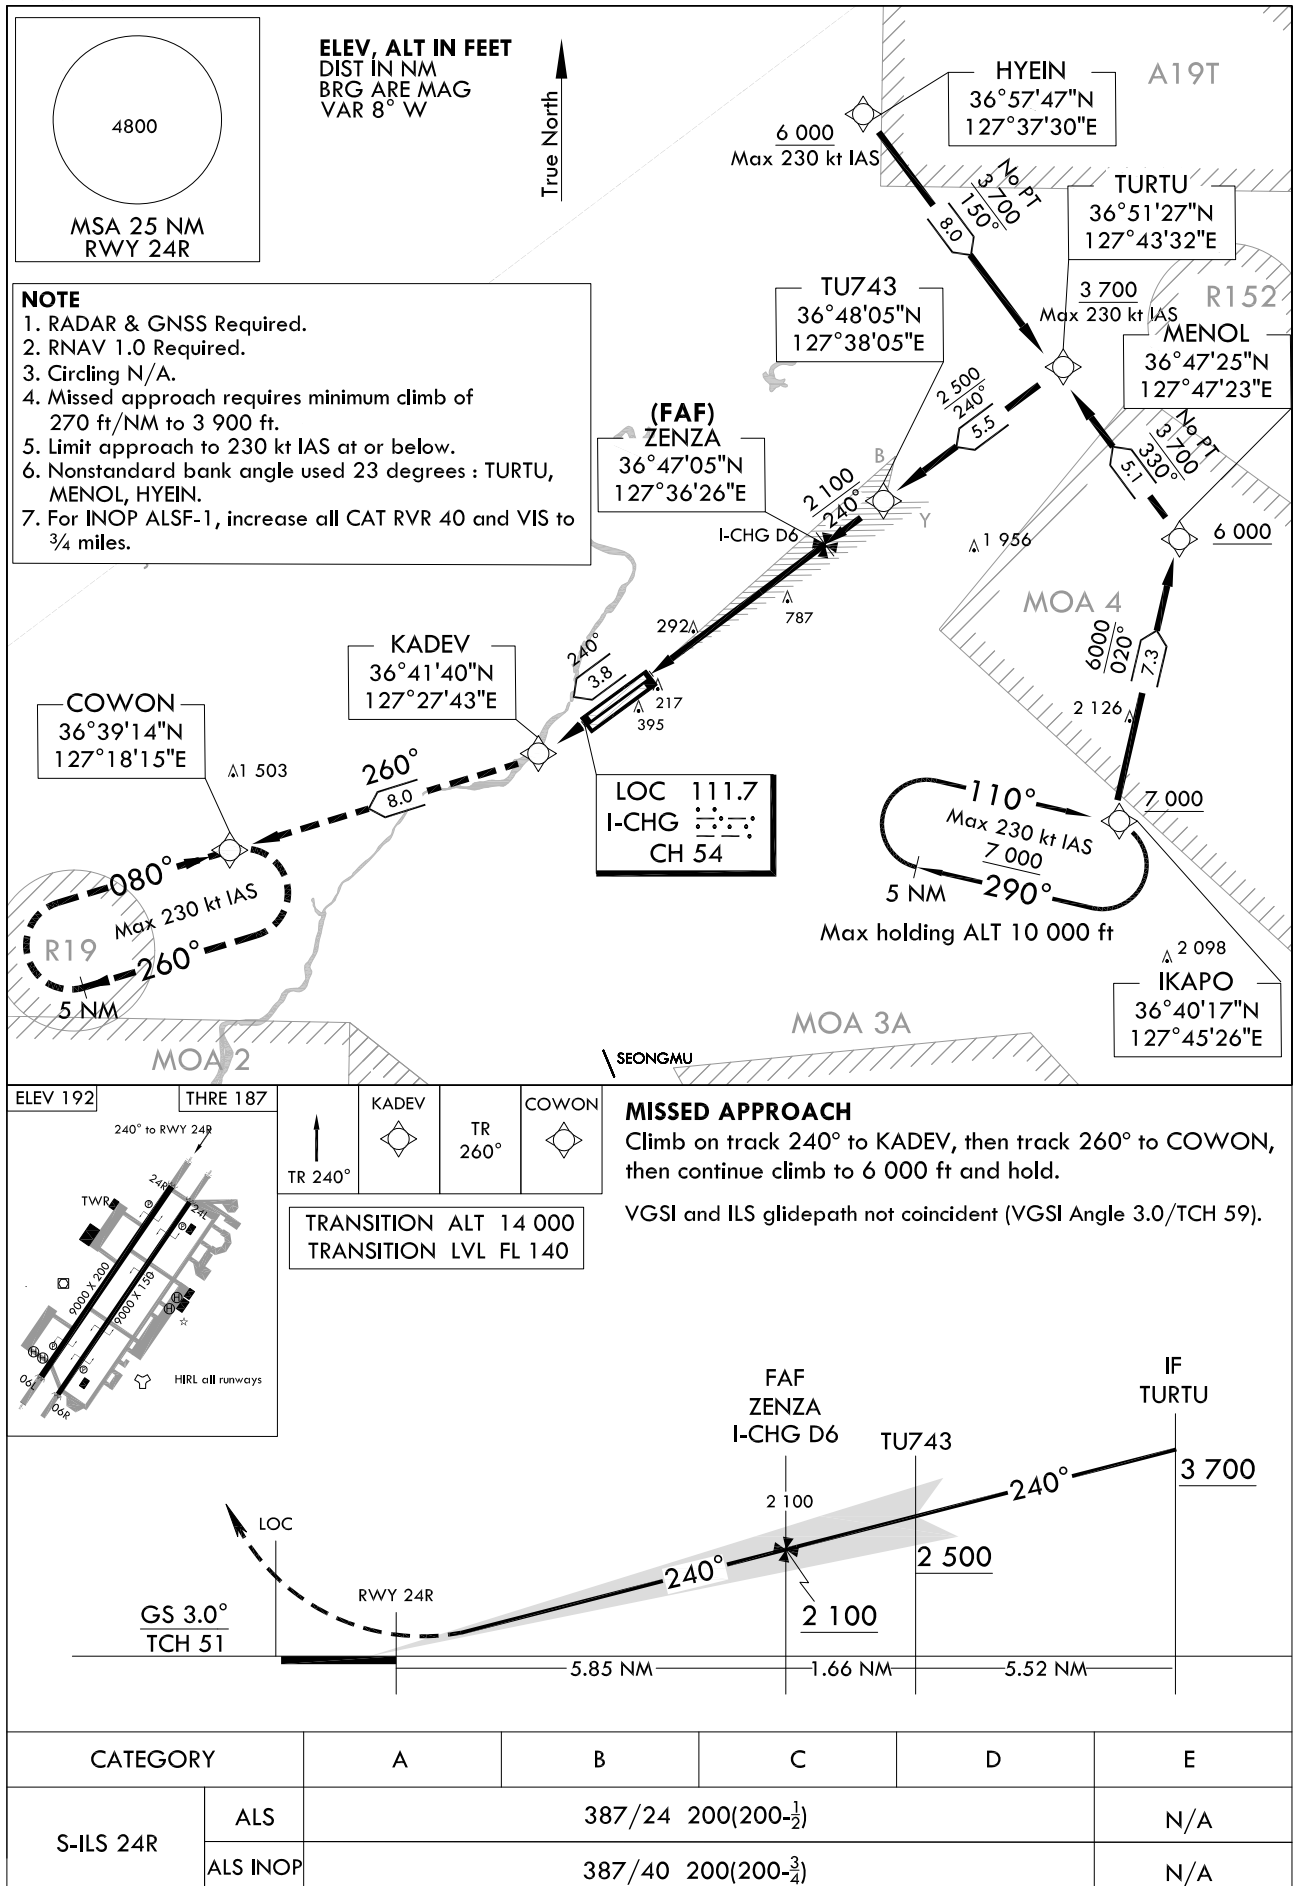 4800
MSA 25 NM
RWY 24R
ELEV, ALT IN FEET
DIST IN NM
BRG ARE MAG
VAR 8° W
True North
NOTE
1. RADAR & GNSS Required.
2. RNAV 1.0 Required.
3. Circling N/A.
4. Missed approach requires minimum climb of
270 ft/NM to 3 900 ft.
5. Limit approach to 230 kt IAS at or below.
6. Nonstandard bank angle used 23 degrees : TURTU,
MENOL, HYEIN.
7. For INOP ALSF-1, increase all CAT RVR 40 and VIS to
¾ miles.
HYEIN
36°57'47"N
127°37'30"E
A19T
6 000
Max 230 kt IAS
No PT
3 700
150°
8.0
TURTU
36°51'27"N
127°43'32"E
3 700
Max 230 kt IAS
R152
TU743
36°48'05"N
127°38'05"E
MENOL
36°47'25"N
127°47'23"E
2 500
240°
5.5
No PT
3 700
330°
5.1
(FAF)
ZENZA
36°47'05"N
127°36'26"E
2 100
240°
B
Y
I-CHG D6
1 956
6 000
787
292
MOA 4
6000
020°
7.3
KADEV
36°41'40"N
127°27'43"E
240°
3.8
217
395
2 126
COWON
36°39'14"N
127°18'15"E
1 503
260°
8.0
LOC 111.7
I-CHG
CH 54
7 000
110°
Max 230 kt IAS
7 000
290°
5 NM
Max holding ALT 10 000 ft
080°
Max 230 kt IAS
260°
R19
5 NM
2 098
IKAPO
36°40'17"N
127°45'26"E
MOA 2
MOA 3A
SEONGMU
ELEV 192
THRE 187
240° to RWY 24R
24R
24L
TWR
P
P
9000 X 200
9000 X 150
H
H
P
P
H
H
06L
06R
HIRL all runways
TR 240°
KADEV
TR
260°
COWON
TRANSITION ALT 14 000
TRANSITION LVL FL 140
MISSED APPROACH
Climb on track 240° to KADEV, then track 260° to COWON,
then continue climb to 6 000 ft and hold.
VGSI and ILS glidepath not coincident (VGSI Angle 3.0/TCH 59).
FAF
ZENZA
I-CHG D6
TU743
IF
TURTU
2 100
240°
3 700
LOC
RWY 24R
240°
2 500
2 100
GS 3.0°
TCH 51
5.85 NM
1.66 NM
5.52 NM
CATEGORY A B C D E
S-ILS 24R
ALS 387/24 200(200-½) N/A
ALS INOP 387/40 200(200-¾) N/A